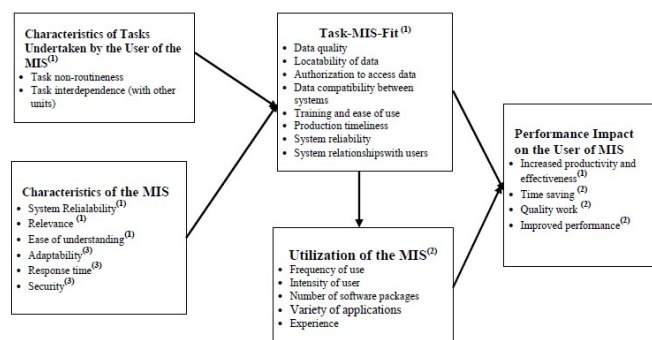 Characteristics of Tasks
Undertaken by the User of the
MIS(1)
• Task non-routineness
• Task interdependence (with other
units)
Characteristics of the MIS
• System Relialability(1)
• Relevance (1)
• Ease of understanding(1)
• Adaptability(3)
• Response time(3)
• Security(3)
Task-MIS-Fit (1)
• Data quality
• Locatability of data
• Authorization to access data
• Data compatibility between
systems
• Training and ease of use
• Production timeliness
• System reliability
• System relationshipswith users
Utilization of the MIS(2)
• Frequency of use
• Intensity of user
• Number of software packages
• Variety of applications
• Experience
Performance Impact
on the User of MIS
• Increased productivity and
effectiveness(1)
• Time saving (2)
• Quality work (2)
• Improved performance(2)